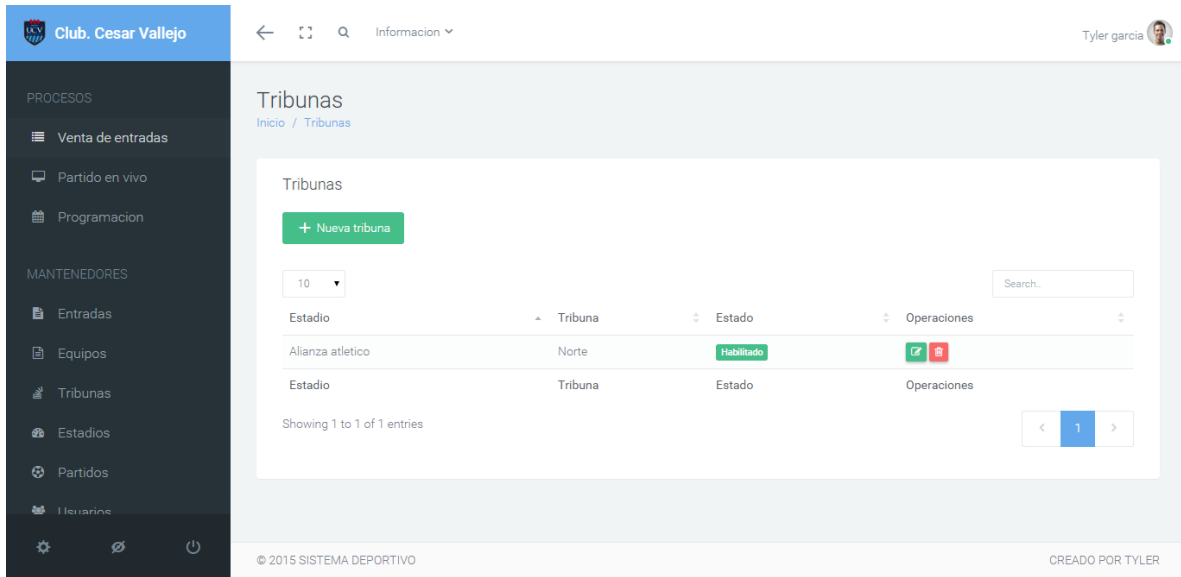 UCV
Club. Cesar Vallejo
Informacion
Tyler garcia
PROCESOS
Venta de entradas
Partido en vivo
Programacion
MANTENEDORES
Entradas
Equipos
Tribunas
Estadios
Partidos
Usuarios
Tribunas
Inicio / Tribunas
Tribunas
+ Nueva tribuna
10
Search..
Estadio Tribuna Estado Operaciones
Alianza atletico Norte Habilitado
Estadio Tribuna Estado Operaciones
Showing 1 to 1 of 1 entries
< 1 >
© 2015 SISTEMA DEPORTIVO
CREADO POR TYLER